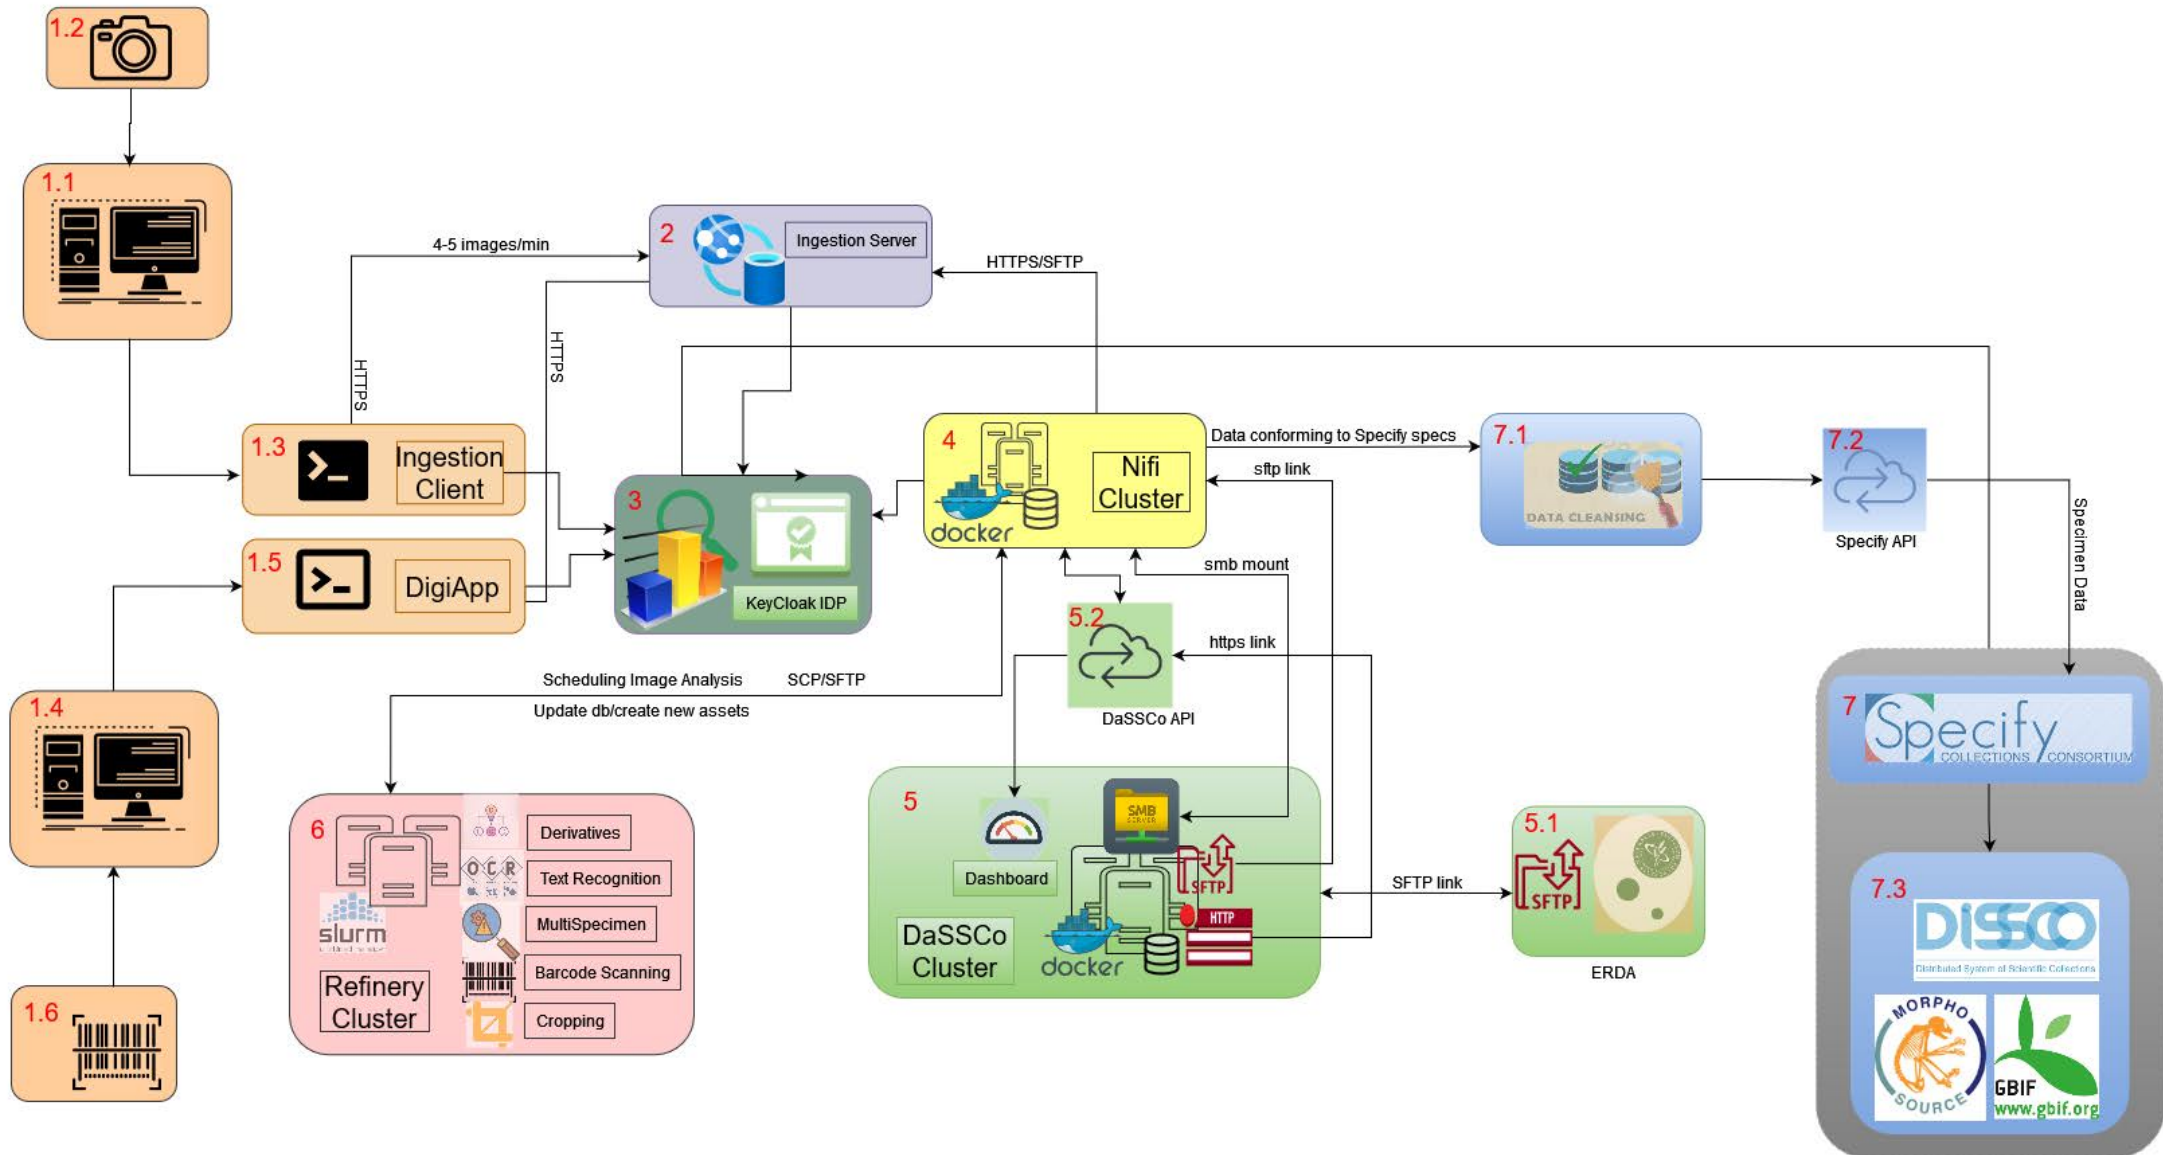 1.2
1.1
2
Ingestion Server
4-5 images/min
HTTPS/SFTP
HTTPS
HTTPS
1.3
Ingestion
Client
1.5
DigiApp
3
KeyCloak IDP
4
docker
Nifi
Cluster
Data conforming to Specify specs
sftp link
7.1
DATA CLEANSING
7.2
Specify API
Specimen Data
smb mount
5.2
https link
DaSSCo API
Scheduling Image Analysis
SCP/SFTP
Update db/create new assets
1.4
1.6
6
slurm
Refinery
Cluster
Derivatives
OCR
Text Recognition
MultiSpecimen
Barcode Scanning
Cropping
5
Dashboard
SMB
SERVER
SFTP
HTTP
DaSSCo
Cluster
docker
SFTP link
5.1
SFTP
ERDA
7
Specify
COLLECTIONS CONSORTIUM
7.3
DiSSCo
Distributed System of Scientific Collections
MORPHO
SOURCE
GBIF
www.gbif.org